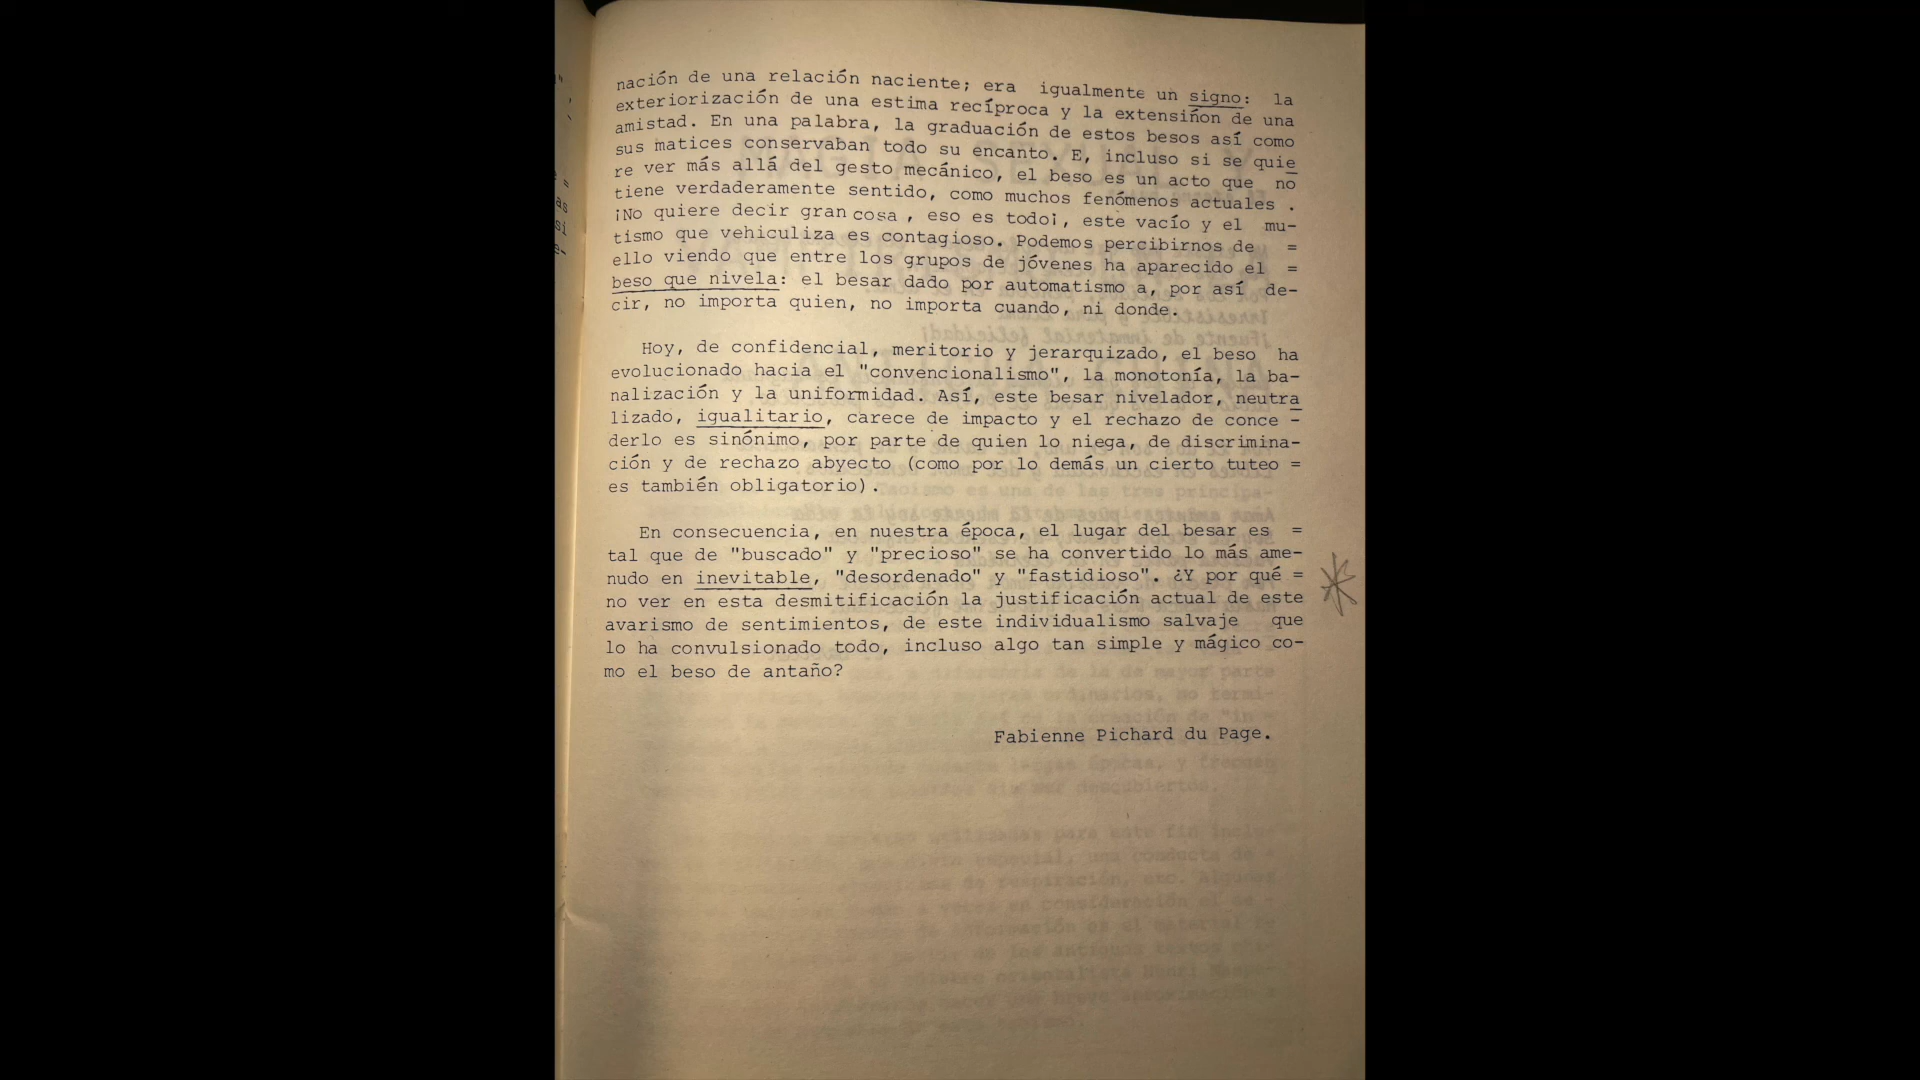 nación de una relación naciente; era igualmente un signo: la
exteriorización de una estima recíproca y la extensiñon de una
amistad. En una palabra, la graduación de estos besos así como
sus matices conservaban todo su encanto. E, incluso si se quie
re ver más allá del gesto mecánico, el beso es un acto que no
tiene verdaderamente sentido, como muchos fenómenos actuales .
¡No quiere decir gran cosa , eso es todo¡, este vacío y el mu-
tismo que vehiculiza es contagioso. Podemos percibirnos de =
ello viendo que entre los grupos de jóvenes ha aparecido el =
beso que nivela: el besar dado por automatismo a, por así de-
cir, no importa quien, no importa cuando, ni donde.
Hoy, de confidencial, meritorio y jerarquizado, el beso ha
evolucionado hacia el "convencionalismo", la monotonía, la ba-
nalización y la uniformidad. Así, este besar nivelador, neutra
lizado, igualitario, carece de impacto y el rechazo de conce -
derlo es sinónimo, por parte de quien lo niega, de discrimina-
ción y de rechazo abyecto (como por lo demás un cierto tuteo =
es también obligatorio).
En consecuencia, en nuestra época, el lugar del besar es =
tal que de "buscado" y "precioso" se ha convertido lo más ame-
nudo en inevitable, "desordenado" y "fastidioso". ¿Y por qué =
no ver en esta desmitificación la justificación actual de este
avarismo de sentimientos, de este individualismo salvaje que
lo ha convulsionado todo, incluso algo tan simple y mágico co-
mo el beso de antaño?
Fabienne Pichard du Page.